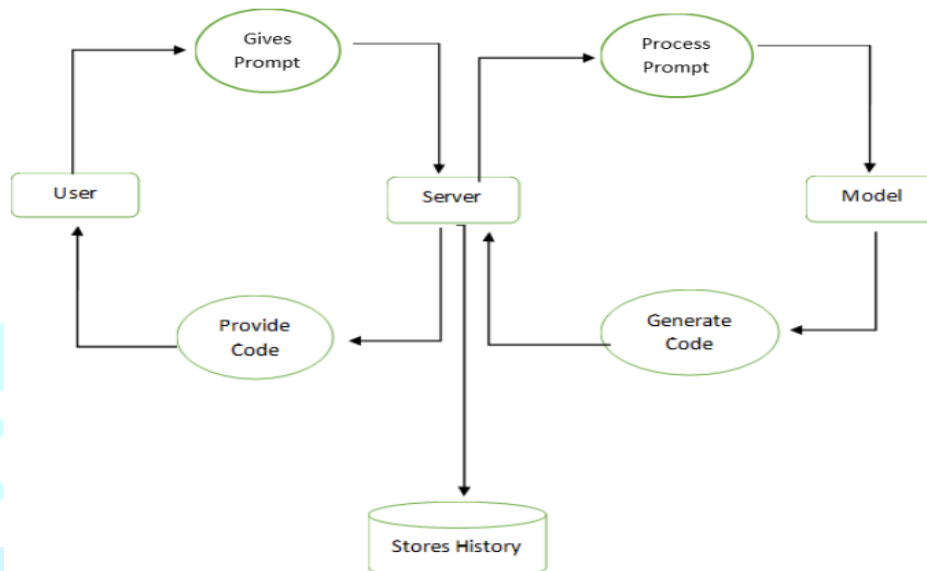 Gives
Prompt
Process
Prompt
User
Server
Model
Provide
Code
Generate
Code
Stores History